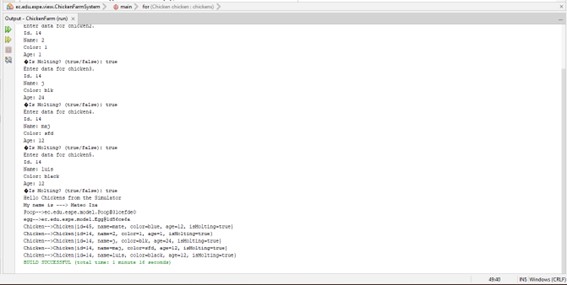 ec.edu.espe.view.ChickenFarmSystem  main  for (Chicken chicken : chickens)
Output - ChickenFarm (run)
Enter data for chicken2.
Id. 14
Name: 2
Color: 1
Age: 1
�Is Molting? (true/false): true
Enter data for chicken3.
Id. 14
Name: j
Color: blk
Age: 24
�Is Molting? (true/false): true
Enter data for chicken4.
Id. 14
Name: maj
Color: sfd
Age: 12
�Is Molting? (true/false): true
Enter data for chicken5.
Id. 14
Name: luis
Color: black
Age: 12
�Is Molting? (true/false): true
Hello Chickens from the Simulator
My name is ---> Mateo Iza
Poop-->ec.edu.espe.model.Poop
egg-->ec.edu.espe.model.Egg
Chicken-->Chicken{id=45, name=mate, color=blue, age=12, isMolting=true}
Chicken-->Chicken{id=14, name=2, color=1, age=1, isMolting=true}
Chicken-->Chicken{id=14, name=j, color=blk, age=24, isMolting=true}
Chicken-->Chicken{id=14, name=maj, color=sfd, age=12, isMolting=true}
Chicken-->Chicken{id=14, name=luis, color=black, age=12, isMolting=true}
BUILD SUCCESSFUL (total time: 1 minute 18 seconds)
49:40  INS  Windows (CRLF)